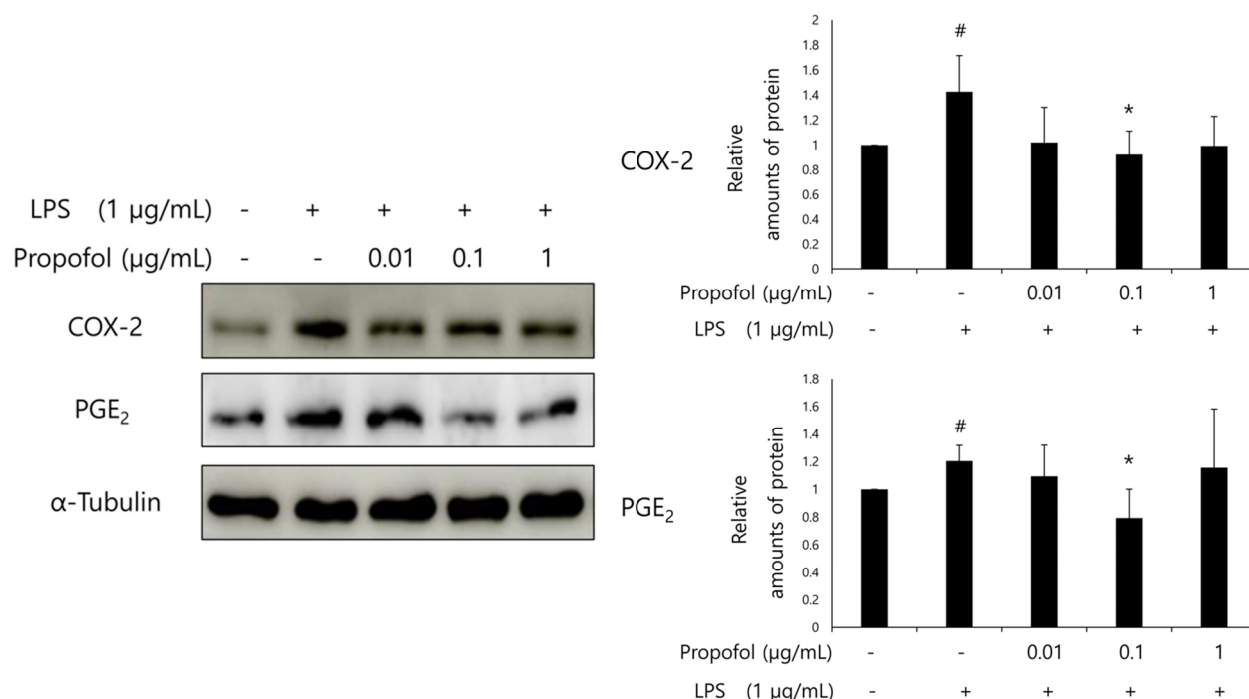 LPS (1 μg/mL) - + + + +
Propofol (μg/mL) - - 0.01 0.1 1
COX-2
PGE₂
α-Tubulin
COX-2
Relative
amounts of protein
2
1.8
1.6
1.4
1.2
1
0.8
0.6
0.4
0.2
0
#
*
Propofol (μg/mL) - - 0.01 0.1 1
LPS (1 μg/mL) - + + + +
PGE₂
Relative
amounts of protein
1.8
1.6
1.4
1.2
1
0.8
0.6
0.4
0.2
0
#
*
Propofol (μg/mL) - - 0.01 0.1 1
LPS (1 μg/mL) - + + + +